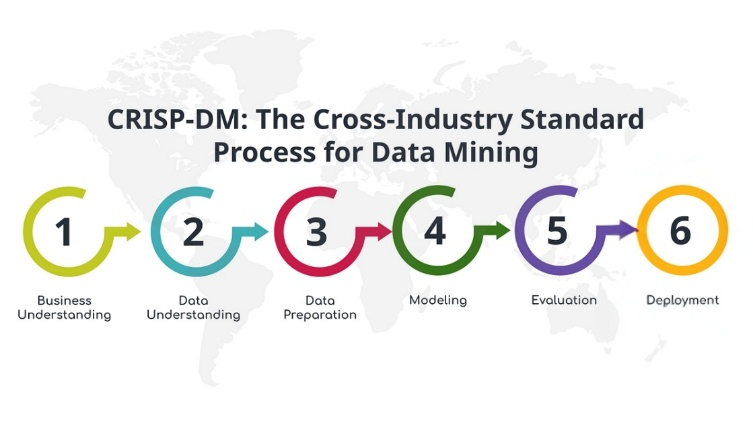 CRISP-DM: The Cross-Industry Standard
Process for Data Mining
1
2
3
4
5
6
Business
Understanding
Data
Understanding
Data
Preparation
Modeling
Evaluation
Deployment